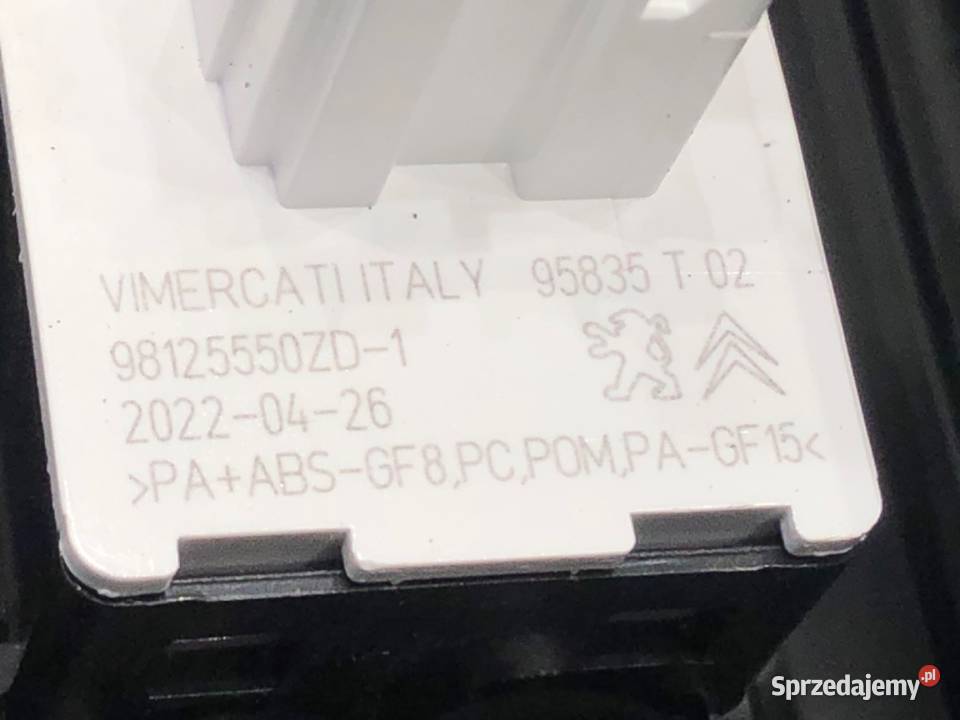 VIMERCATI ITALY 95835 T 02
98125550ZD-1
2022-04-26
>PA+ABS-GF8,PC,POM,PA-GF15<
Sprzedajemy.pl